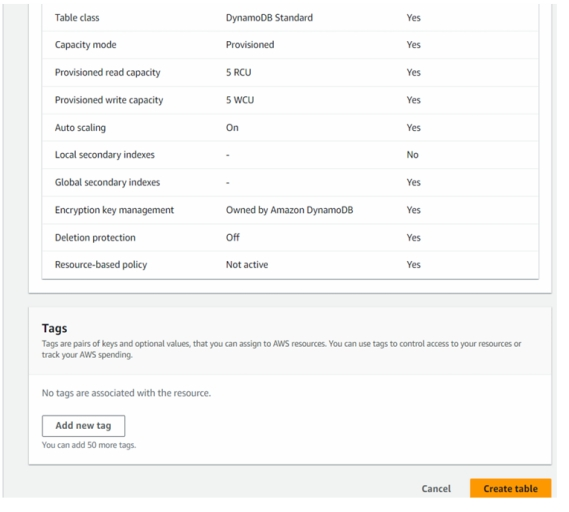 Table class DynamoDB Standard Yes
Capacity mode Provisioned Yes
Provisioned read capacity 5 RCU Yes
Provisioned write capacity 5 WCU Yes
Auto scaling On Yes
Local secondary indexes - No
Global secondary indexes - Yes
Encryption key management Owned by Amazon DynamoDB Yes
Deletion protection Off Yes
Resource-based policy Not active Yes
Tags
Tags are pairs of keys and optional values, that you can assign to AWS resources. You can use tags to control access to your resources or
track your AWS spending.
No tags are associated with the resource.
Add new tag
You can add 50 more tags.
Cancel Create table